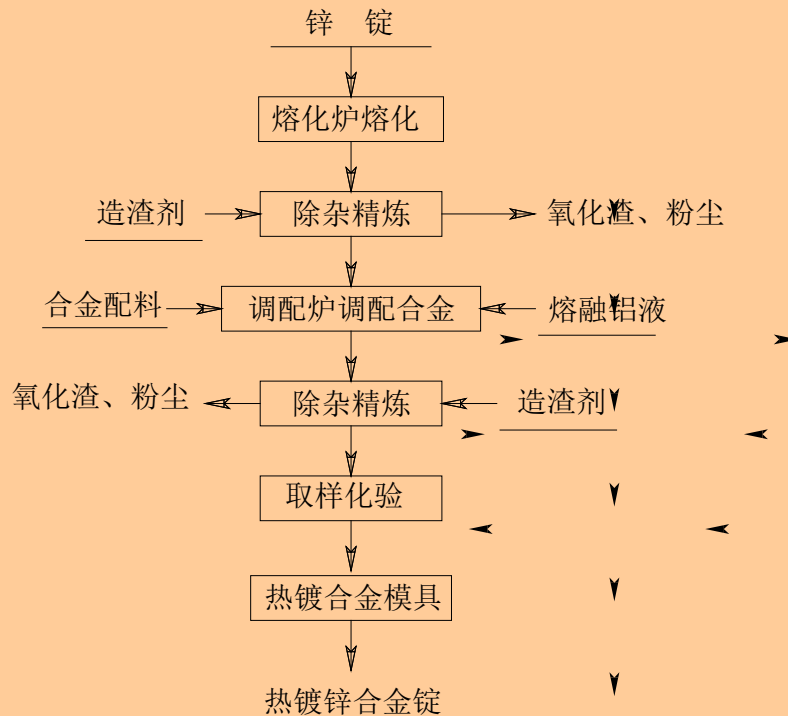 锌 锭
熔化炉熔化
造渣剂 除杂精炼 氧化渣、粉尘
合金配料 调配炉调配合金 熔融铝液
氧化渣、粉尘 除杂精炼 造渣剂
取样化验
热镀合金模具
热镀锌合金锭